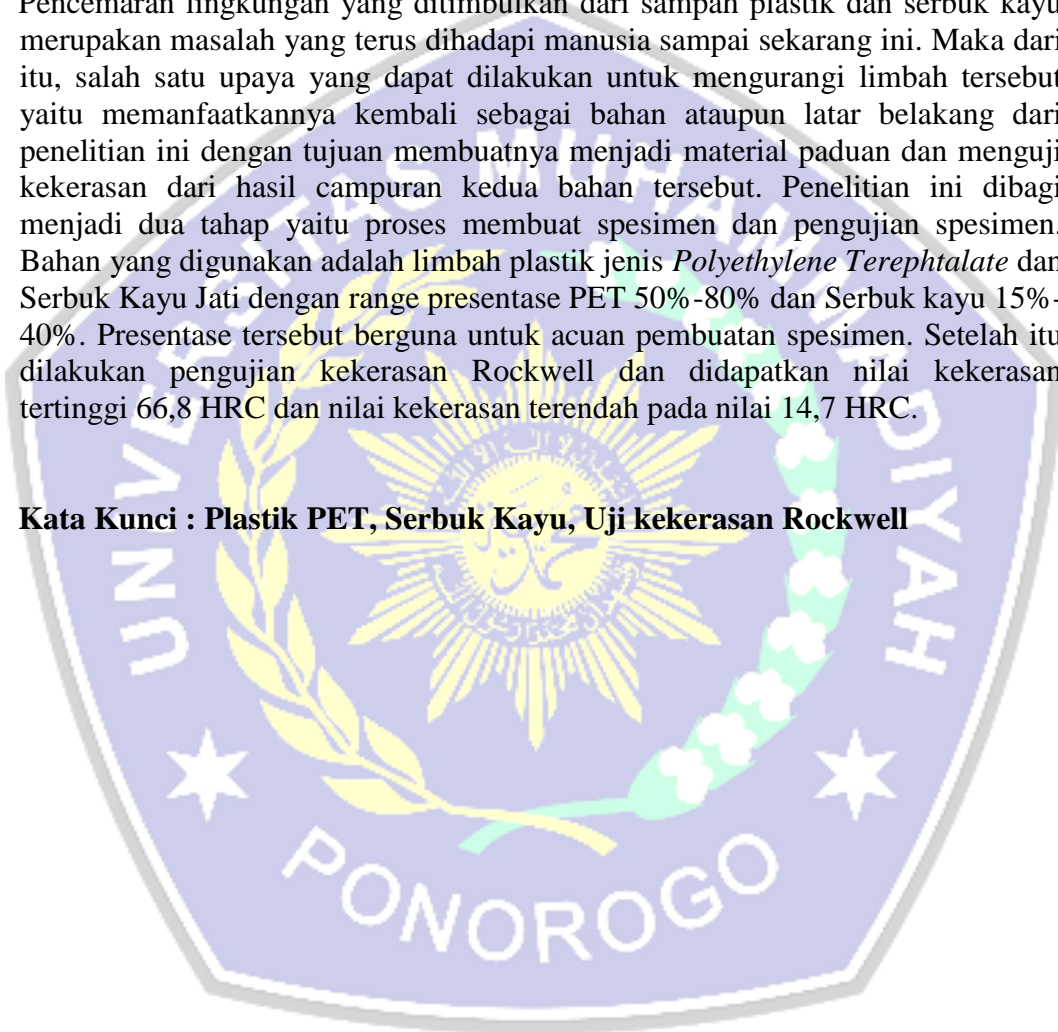 Pencemaran lingkungan yang ditimbulkan dari sampah plastik dan serbuk kayu
merupakan masalah yang terus dihadapi manusia sampai sekarang ini. Maka dari
itu, salah satu upaya yang dapat dilakukan untuk mengurangi limbah tersebut
yaitu memanfaatkannya kembali sebagai bahan ataupun latar belakang dari
penelitian ini dengan tujuan membuatnya menjadi material paduan dan menguji
kekerasan dari hasil campuran kedua bahan tersebut. Penelitian ini dibagi
menjadi dua tahap yaitu proses membuat spesimen dan pengujian spesimen.
Bahan yang digunakan adalah limbah plastik jenis Polyethylene Terephtalate dan
Serbuk Kayu Jati dengan range presentase PET 50%-80% dan Serbuk kayu 15%-
40%. Presentase tersebut berguna untuk acuan pembuatan spesimen. Setelah itu
dilakukan pengujian kekerasan Rockwell dan didapatkan nilai kekerasan
tertinggi 66,8 HRC dan nilai kekerasan terendah pada nilai 14,7 HRC.
Kata Kunci : Plastik PET, Serbuk Kayu, Uji kekerasan Rockwell
UNIVERSITAS MUHAMMADIYAH
PONOROGO